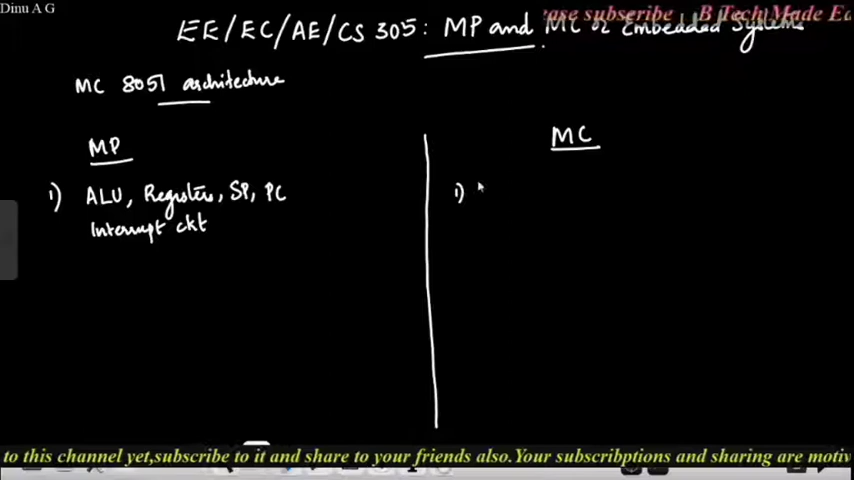 Dinu A G
ase subscribe B Tech Made Ea
EE/EC/AE/CS 305: MP and MC & Embedded Systems
MC 8051 architecture
MP
MC
1) ALU, Registers, SP, PC
Interrupt ckt
1)
to this channel yet,subscribe to it and share to your friends also.Your subscribptions and sharing are motiv